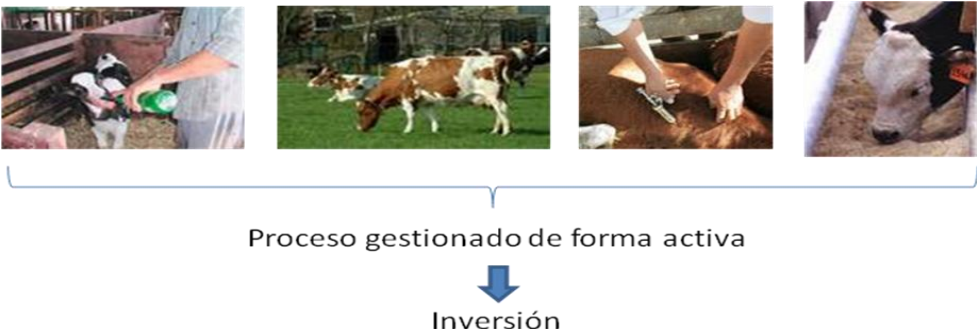 Proceso gestionado de forma activa
Inversión